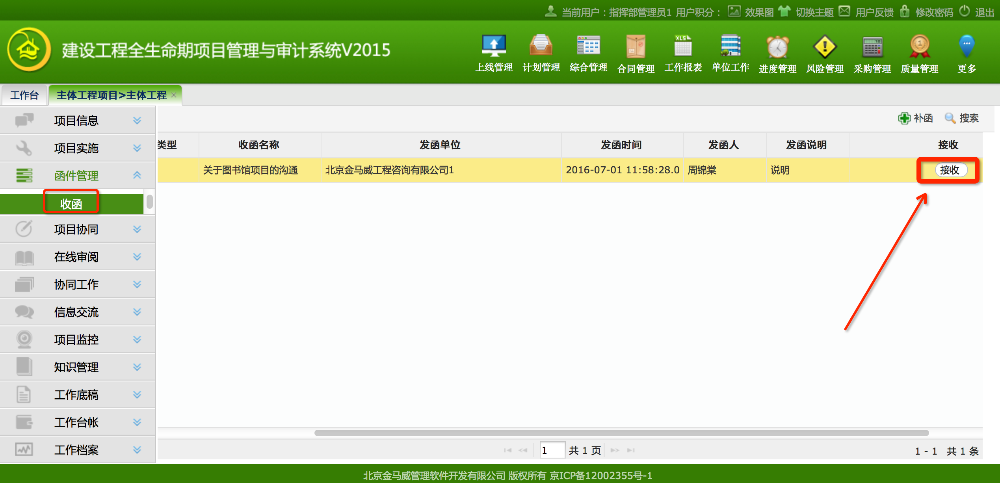 当前用户：指挥部管理员1 用户积分： 效果图 切换主题 用户反馈 修改密码 退出
建设工程全生命期项目管理与审计系统V2015
XLS
上线管理 计划管理 综合管理 合同管理 工作报表 单位工作 进度管理 风险管理 采购管理 质量管理 更多
工作台 主体工程项目>主体工程
补函 搜索
项目信息
项目实施
函件管理
收函
项目协同
在线审阅
协同工作
信息交流
项目监控
知识管理
工作底稿
工作台帐
工作档案
类型 收函名称 发函单位 发函时间 发函人 发函说明 接收
关于图书馆项目的沟通 北京金马威工程咨询有限公司1 2016-07-01 11:58:28.0 周锦棠 说明 接收
1 共 1 页
1 - 1 共 1 条
北京金马威管理软件开发有限公司 版权所有 京ICP备12002355号-1